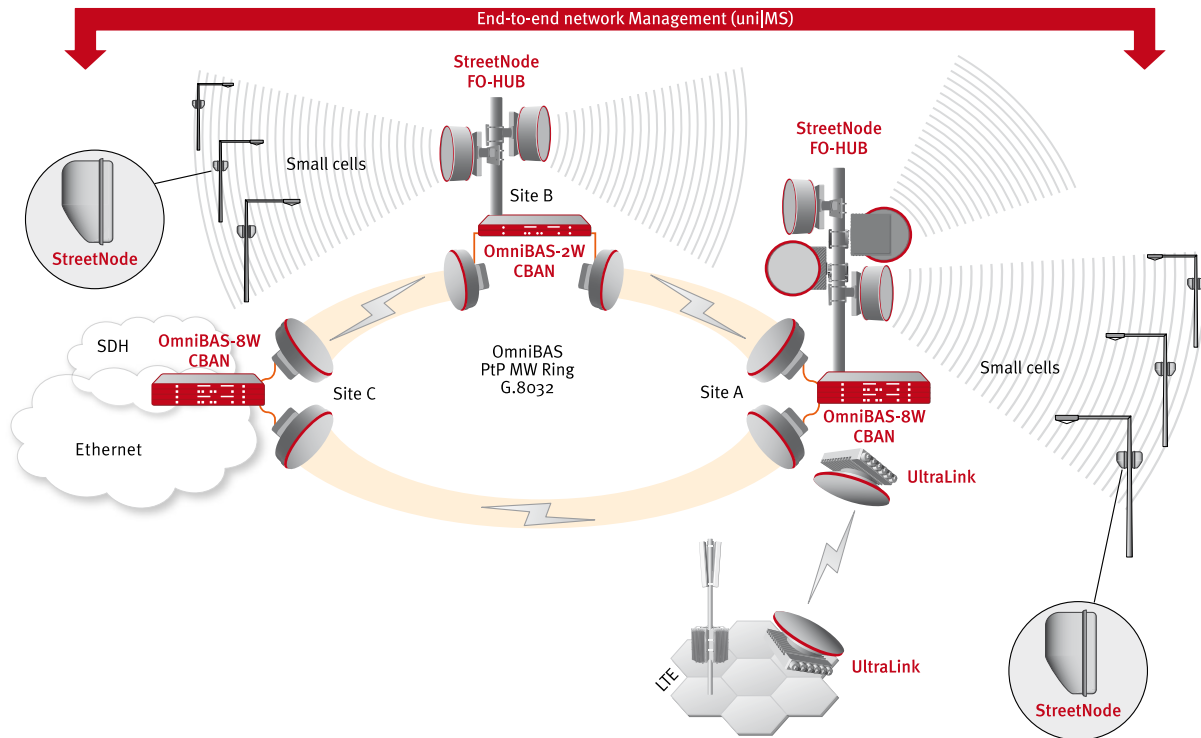 End-to-end network Management (uni|MS)
StreetNode
FO-HUB
StreetNode
FO-HUB
Small cells
Site B
StreetNode
OmniBAS-2W
CBAN
SDH
OmniBAS-8W
CBAN
OmniBAS
PtP MW Ring
G.8032
Site C
Site A
Small cells
OmniBAS-8W
CBAN
Ethernet
UltraLink
LTE
UltraLink
StreetNode